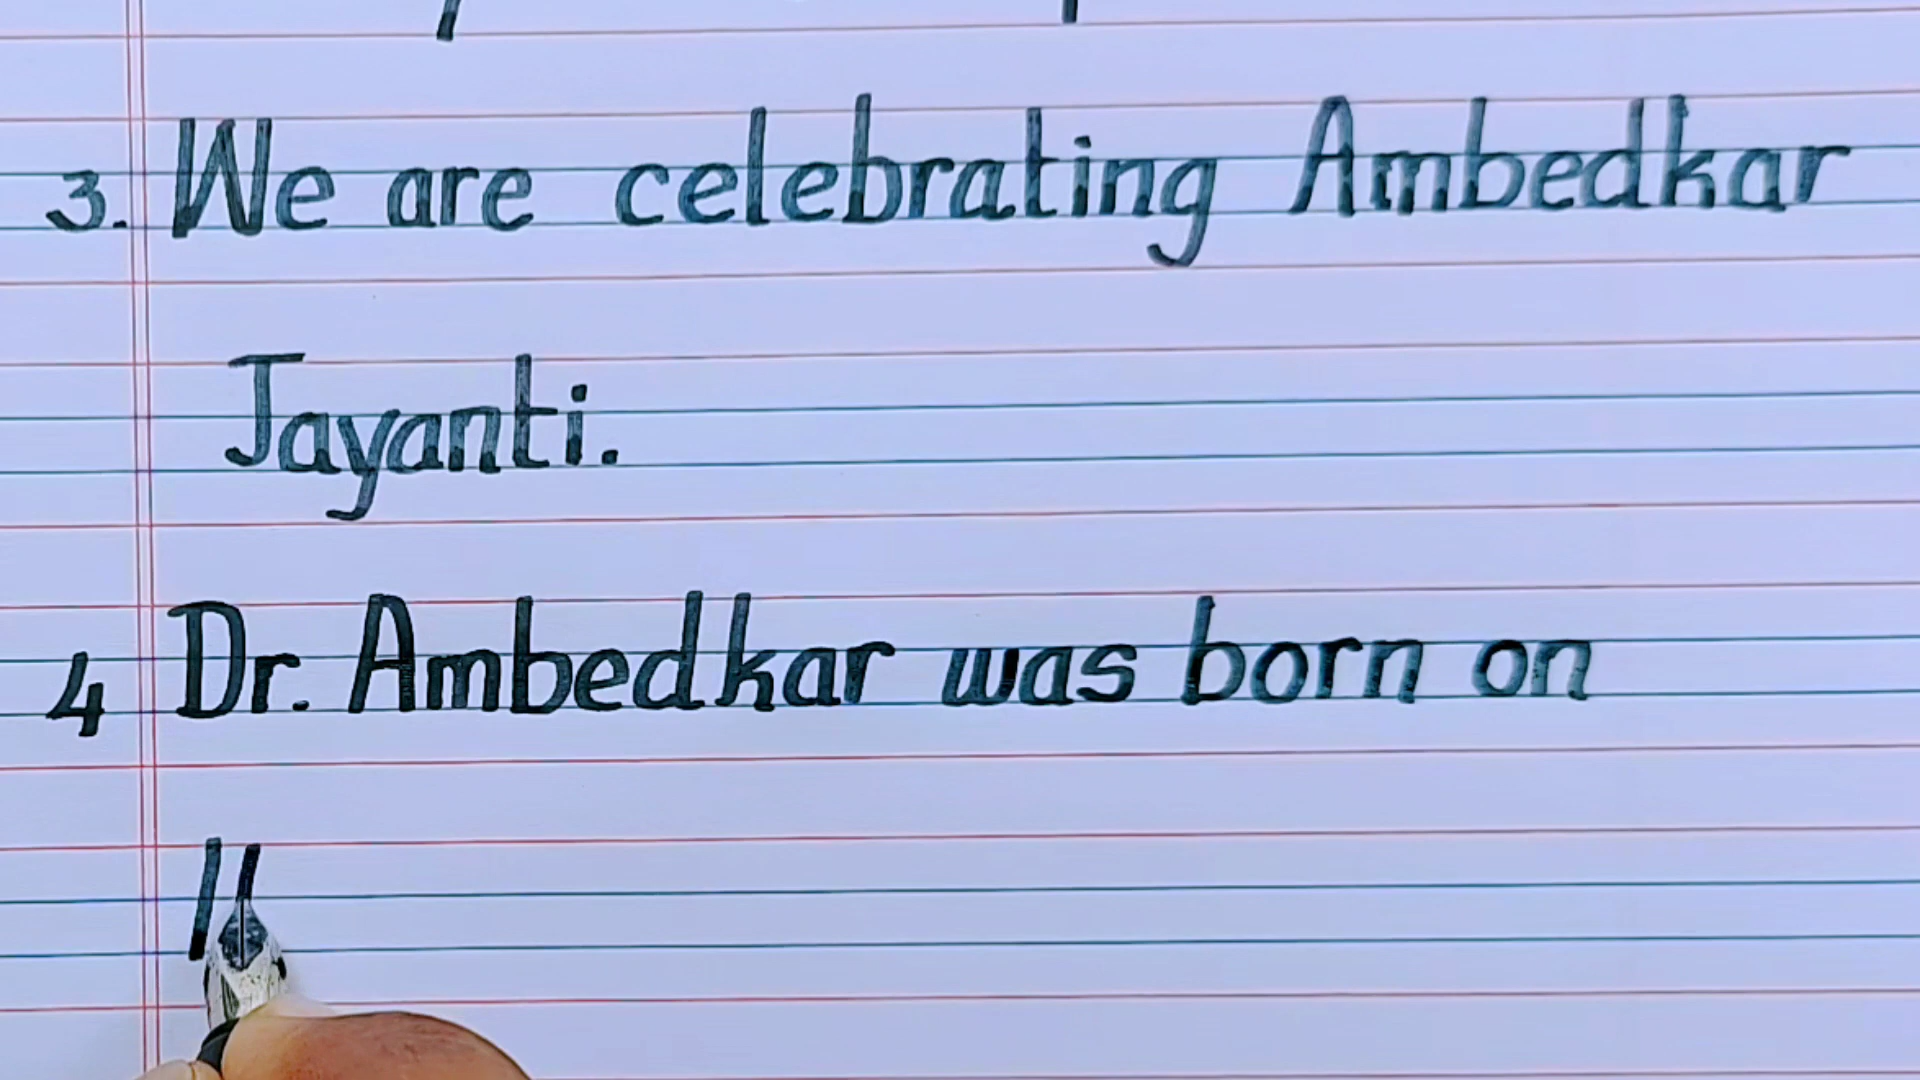 3. We are celebrating Ambedkar
Jayanti.
4 Dr. Ambedkar was born on